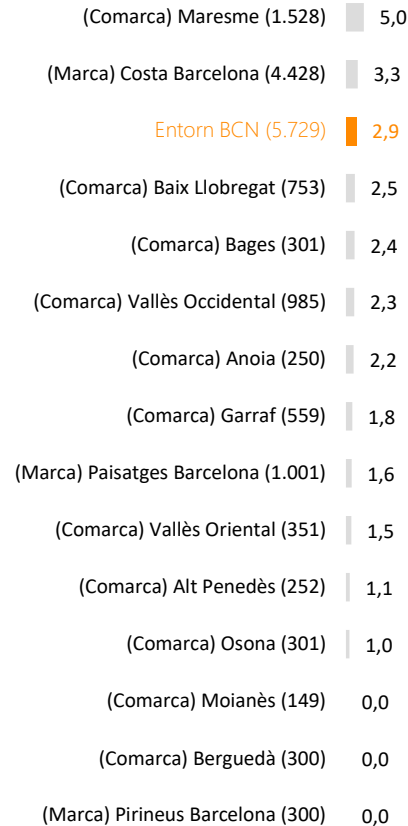 (Comarca) Maresme (1.528) 5,0
(Marca) Costa Barcelona (4.428) 3,3
Entorn BCN (5.729) 2,9
(Comarca) Baix Llobregat (753) 2,5
(Comarca) Bages (301) 2,4
(Comarca) Vallès Occidental (985) 2,3
(Comarca) Anoia (250) 2,2
(Comarca) Garraf (559) 1,8
(Marca) Paisatges Barcelona (1.001) 1,6
(Comarca) Vallès Oriental (351) 1,5
(Comarca) Alt Penedès (252) 1,1
(Comarca) Osona (301) 1,0
(Comarca) Moianès (149) 0,0
(Comarca) Berguedà (300) 0,0
(Marca) Pirineus Barcelona (300) 0,0